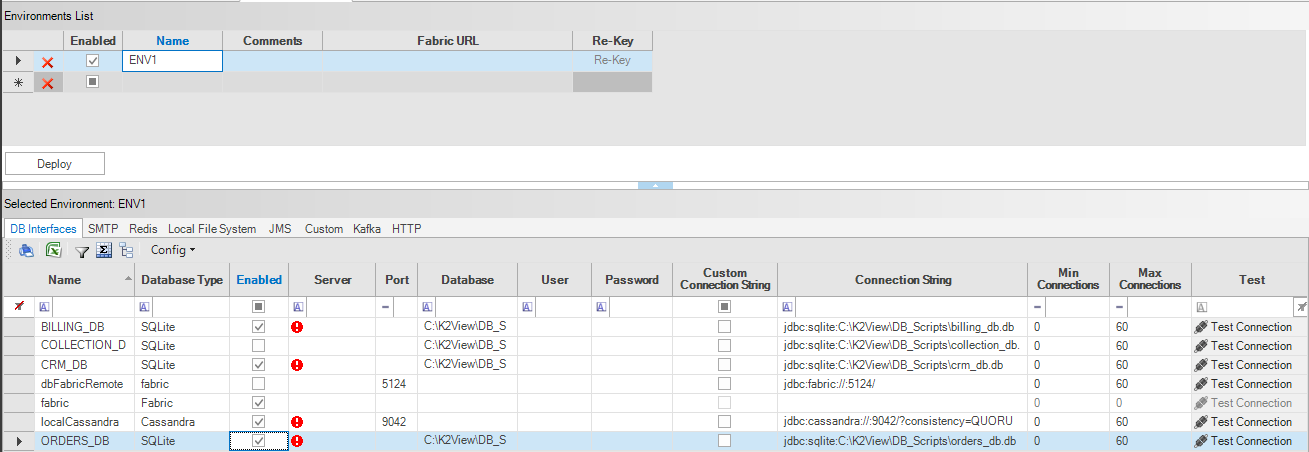 Environments List
Enabled Name Comments Fabric URL Re-Key
ENV1 Re-Key
Deploy
Selected Environment: ENV1
DB Interfaces SMTP Redis Local File System JMS Custom Kafka HTTP
Config
Name Database Type Enabled Server Port Database User Password Custom Connection String Connection String Min Connections Max Connections Test
BILLING_DB SQLite C:\K2View\DB_S jdbc:sqlite:C:\K2View\DB_Scripts\billing_db.db 0 60 Test Connection
COLLECTION_D SQLite C:\K2View\DB_S jdbc:sqlite:C:\K2View\DB_Scripts\collection_db. 0 60 Test Connection
CRM_DB SQLite C:\K2View\DB_S jdbc:sqlite:C:\K2View\DB_Scripts\crm_db.db 0 60 Test Connection
dbFabricRemote fabric 5124 jdbc:fabric://:5124/ 0 60 Test Connection
fabric Fabric 0 0 Test Connection
localCassandra Cassandra 9042 jdbc:cassandra://:9042/?consistency=QUORU 0 60 Test Connection
ORDERS_DB SQLite C:\K2View\DB_S jdbc:sqlite:C:\K2View\DB_Scripts\orders_db.db 0 60 Test Connection